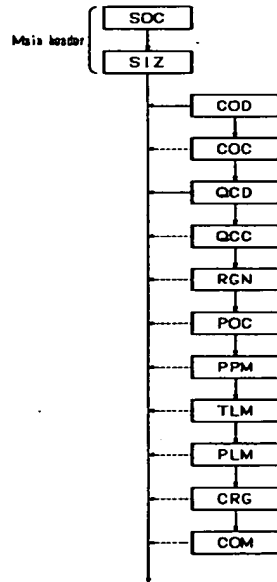 SOC
Main header
SIZ
COD
COC
QCD
QCC
RGN
POC
PPM
TLM
PLM
CRG
COM